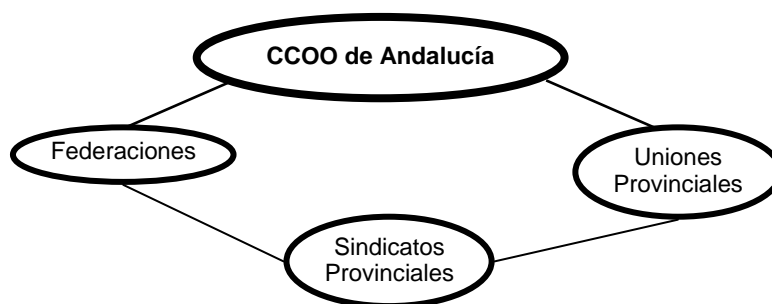 CCOO de Andalucía
Federaciones
Uniones
Provinciales
Sindicatos
Provinciales